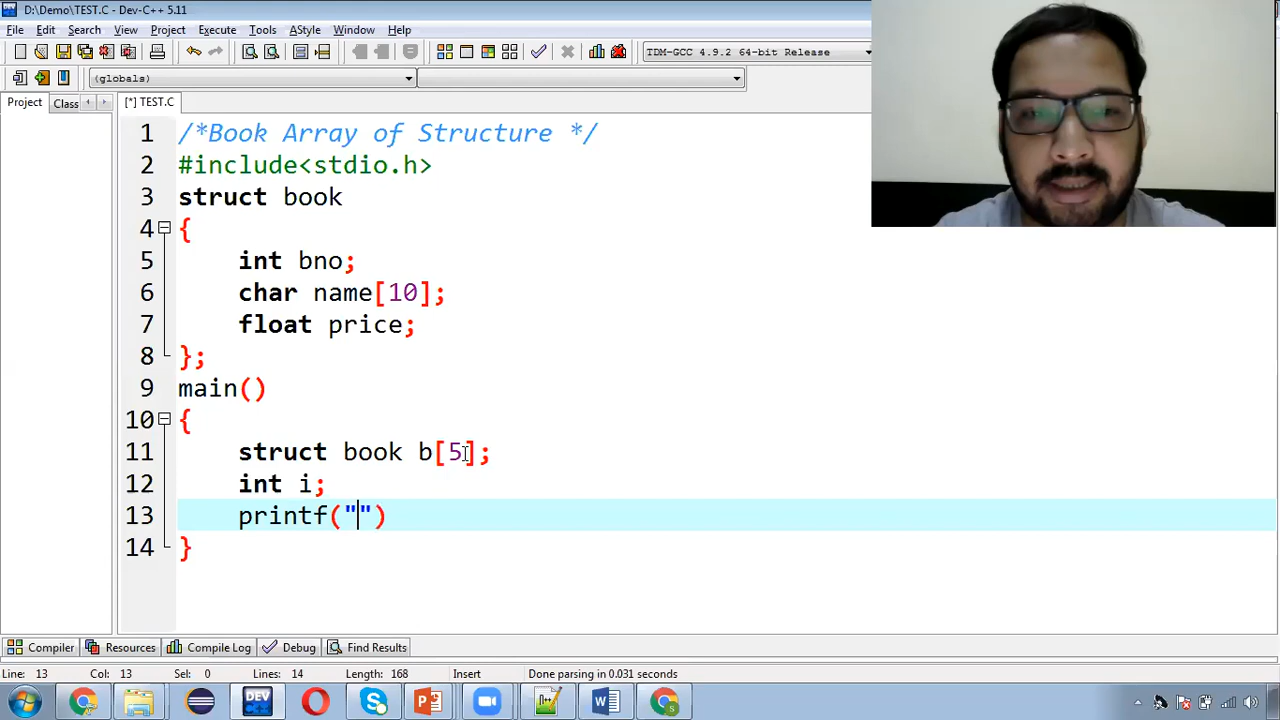 D:\Demo\TEST.C - Dev-C++ 5.11
File Edit Search View Project Execute Tools AStyle Window Help
TDM-GCC 4.9.2 64-bit Release
(globals)
Project Class [*] TEST.C
1 /*Book Array of Structure */
2 #include<stdio.h>
3 struct book
4 {
5 int bno;
6 char name[10];
7 float price;
8 };
9 main()
10 {
11 struct book b[5];
12 int i;
13 printf("")
14 }
Compiler Resources Compile Log Debug Find Results
Line: 13 Col: 13 Sel: 0 Lines: 14 Length: 168 Insert Done parsing in 0.031 seconds
DEV